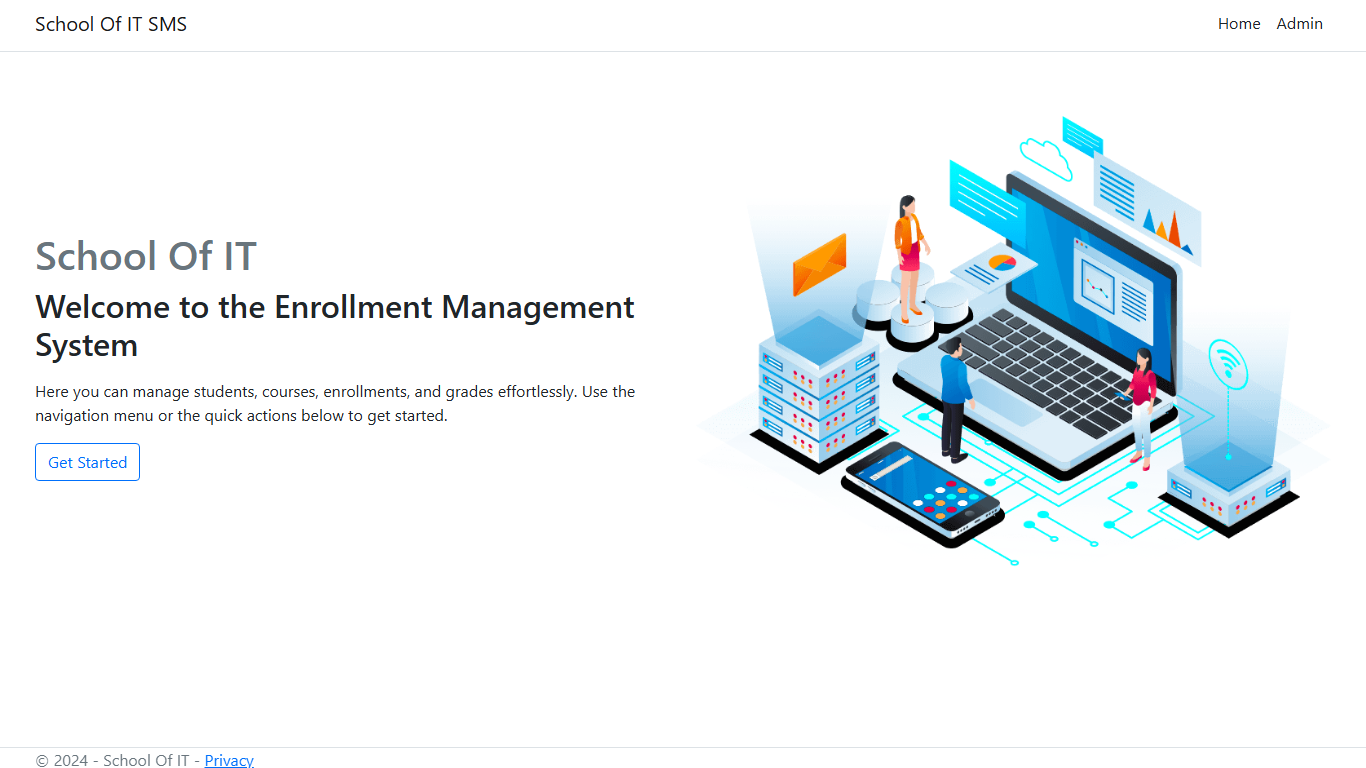 School Of IT SMS
Home Admin
School Of IT
Welcome to the Enrollment Management
System
Here you can manage students, courses, enrollments, and grades effortlessly. Use the
navigation menu or the quick actions below to get started.
Get Started
© 2024 - School Of IT - Privacy